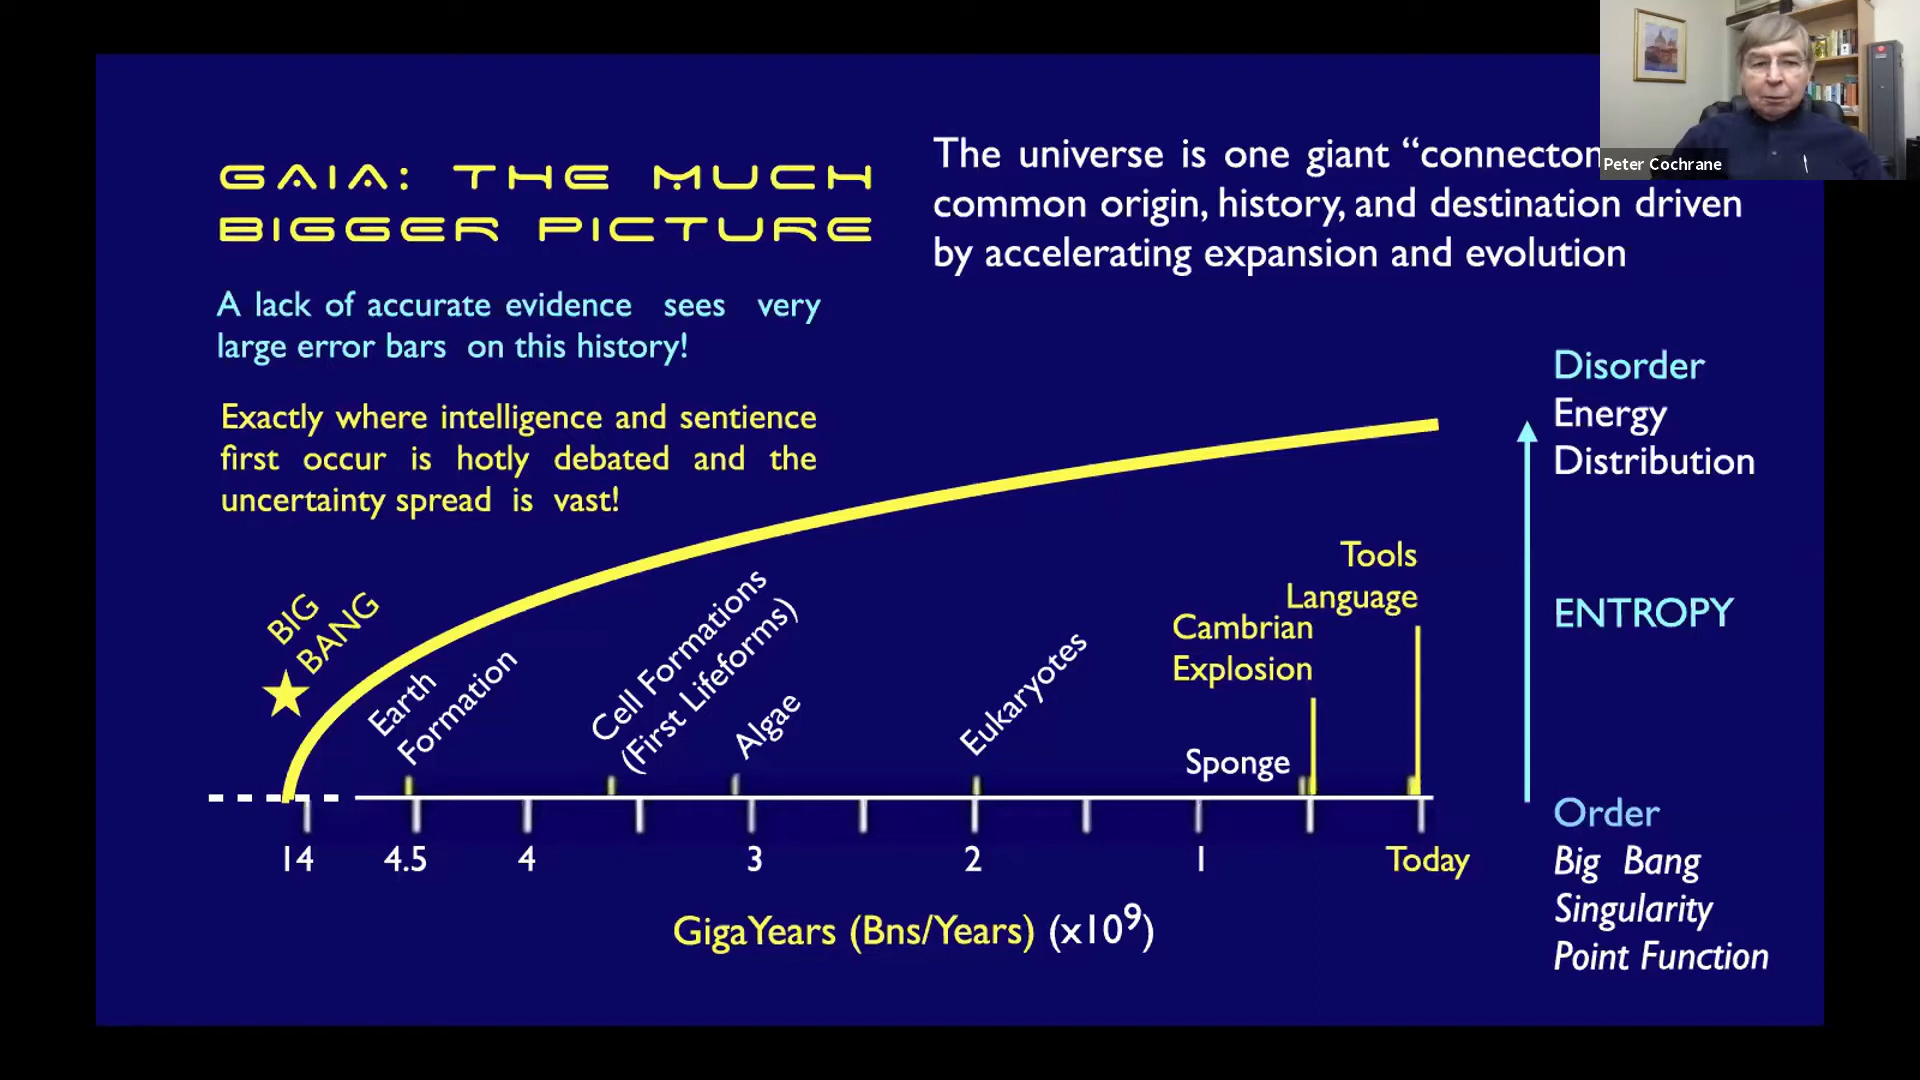 GAIA: THE MUCH
BIGGER PICTURE
The universe is one giant “connecton
common origin, history, and destination driven
by accelerating expansion and evolution
Peter Cochrane
A lack of accurate evidence sees very
large error bars on this history!
Exactly where intelligence and sentience
first occur is hotly debated and the
uncertainty spread is vast!
Disorder
Energy
Distribution
ENTROPY
Order
Big Bang
Singularity
Point Function
BIG
BANG
Earth
Formation
Cell Formations
(First Lifeforms)
Algae
Eukaryotes
Sponge
Cambrian
Explosion
Tools
Language
14 4.5 4 3 2 1 Today
GigaYears (Bns/Years) (x10⁹)